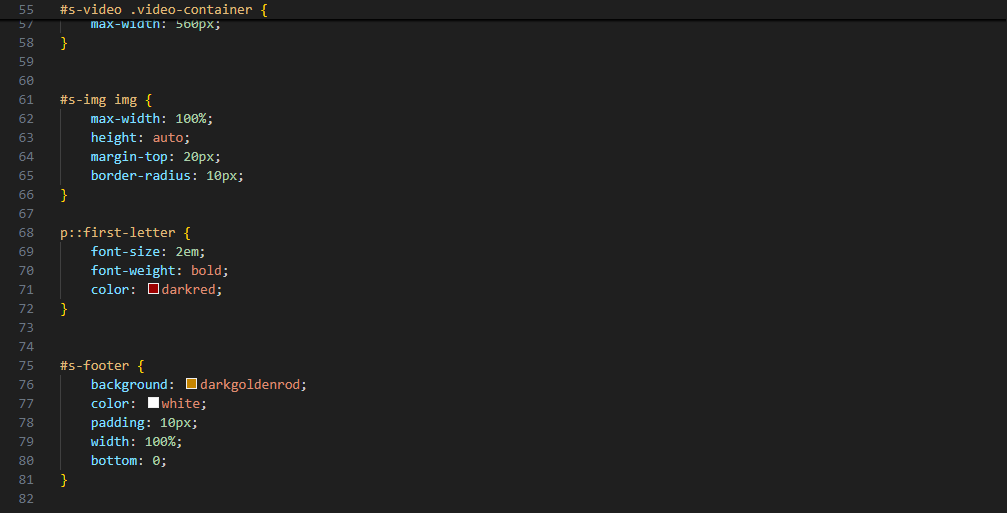 55 #s-video .video-container {
57 max-width: 560px;
58 }
59
60
61 #s-img img {
62 max-width: 100%;
63 height: auto;
64 margin-top: 20px;
65 border-radius: 10px;
66 }
67
68 p::first-letter {
69 font-size: 2em;
70 font-weight: bold;
71 color: darkred;
72 }
73
74
75 #s-footer {
76 background: darkgoldenrod;
77 color: white;
78 padding: 10px;
79 width: 100%;
80 bottom: 0;
81 }
82